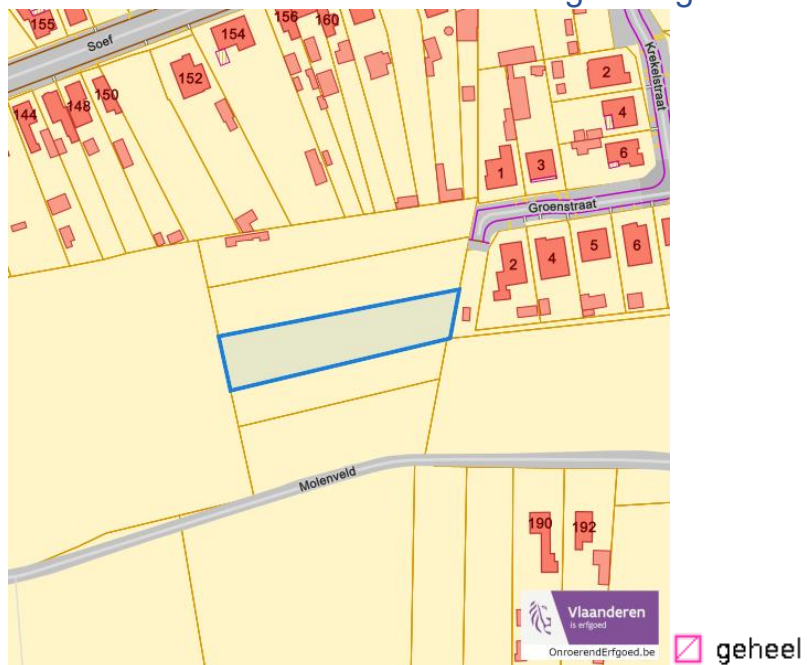 155
Soef
154
156
160
152
150
148
144
Krekelstraat
2
4
6
1
3
Groenstraat
2
4
5
6
Molenveld
190
192
Vlaanderen
is erfgoed
OnroerendErfgoed.be
geheel